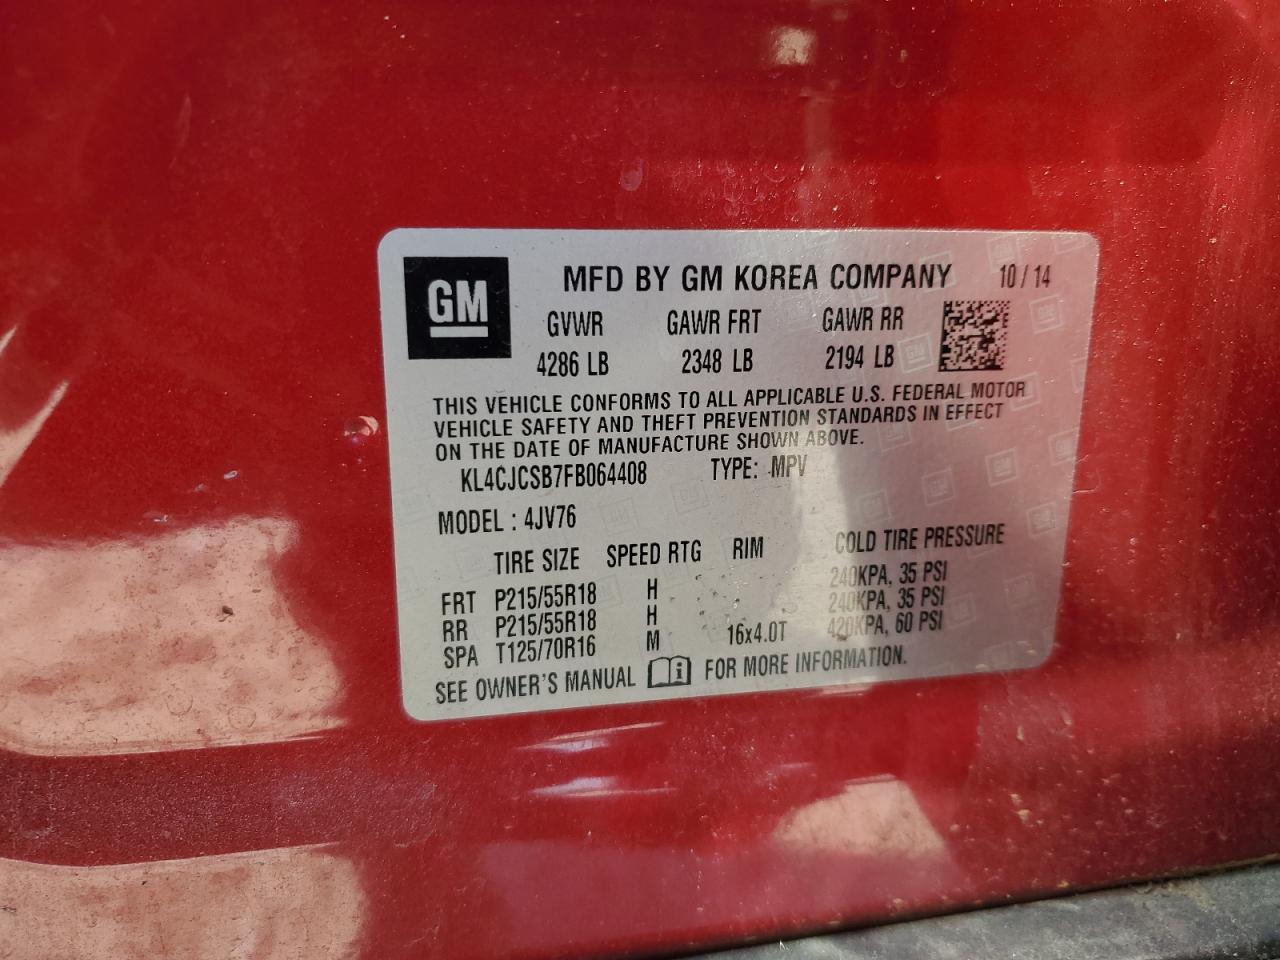 GM
MFD BY GM KOREA COMPANY 10 / 14
GVWR GAWR FRT GAWR RR
4286 LB 2348 LB 2194 LB
THIS VEHICLE CONFORMS TO ALL APPLICABLE U.S. FEDERAL MOTOR
VEHICLE SAFETY AND THEFT PREVENTION STANDARDS IN EFFECT
ON THE DATE OF MANUFACTURE SHOWN ABOVE.
KL4CJCSB7FB064408 TYPE: MPV
MODEL : 4JV76
TIRE SIZE SPEED RTG RIM COLD TIRE PRESSURE
FRT P215/55R18 H 240KPA, 35 PSI
RR P215/55R18 H 240KPA, 35 PSI
SPA T125/70R16 M 16x4.0T 420KPA, 60 PSI
SEE OWNER'S MANUAL i FOR MORE INFORMATION.